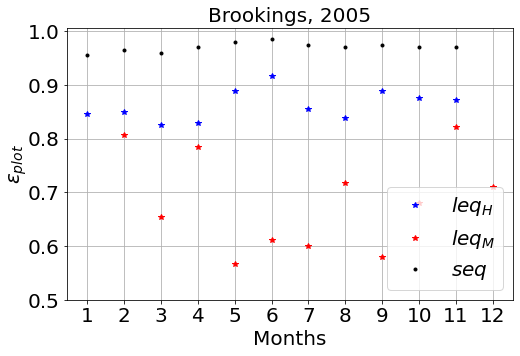 Brookings, 2005
1.0
0.9
0.8
0.7
0.6
0.5
ε_plot
leq_H
leq_M
seq
1 2 3 4 5 6 7 8 9 10 11 12
Months